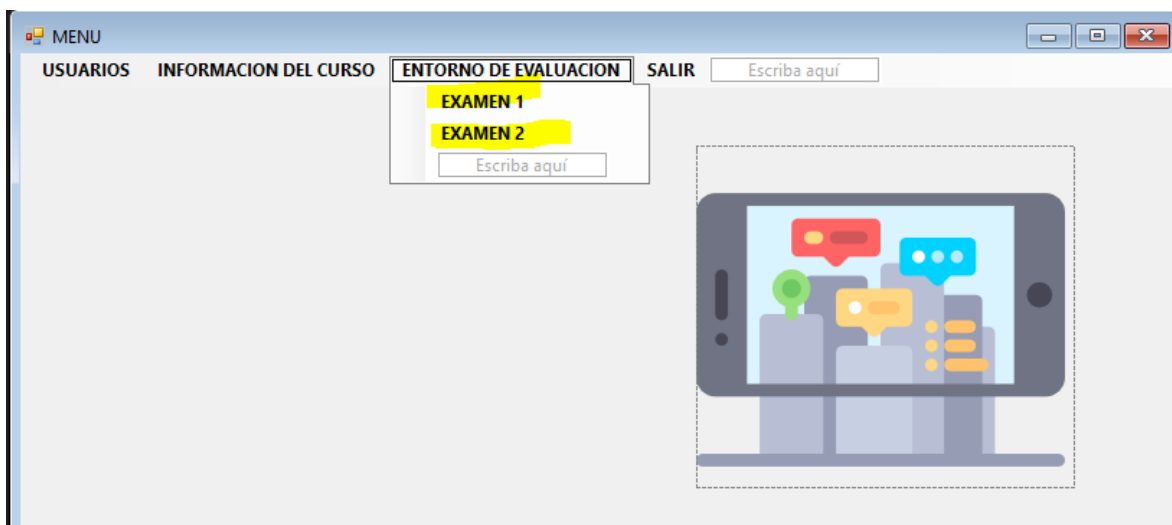 MENU
USUARIOS INFORMACION DEL CURSO ENTORNO DE EVALUACION SALIR Escriba aquí
EXAMEN 1
EXAMEN 2
Escriba aquí